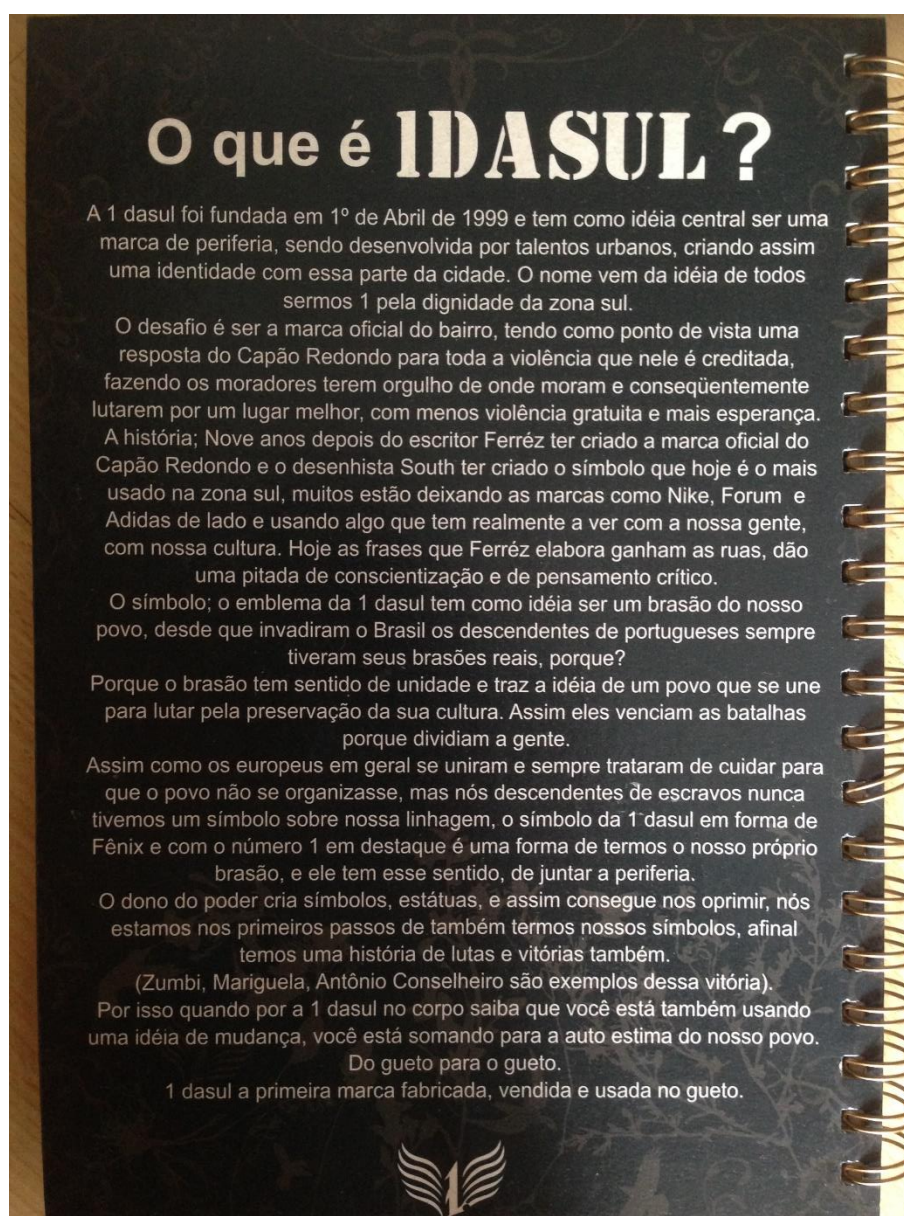 O que é 1DASUL ?
A 1 dasul foi fundada em 1º de Abril de 1999 e tem como idéia central ser uma
marca de periferia, sendo desenvolvida por talentos urbanos, criando assim
uma identidade com essa parte da cidade. O nome vem da idéia de todos
sermos 1 pela dignidade da zona sul.
O desafio é ser a marca oficial do bairro, tendo como ponto de vista uma
resposta do Capão Redondo para toda a violência que nele é creditada,
fazendo os moradores terem orgulho de onde moram e conseqüentemente
lutarem por um lugar melhor, com menos violência gratuita e mais esperança.
A história; Nove anos depois do escritor Ferréz ter criado a marca oficial do
Capão Redondo e o desenhista South ter criado o símbolo que hoje é o mais
usado na zona sul, muitos estão deixando as marcas como Nike, Forum e
Adidas de lado e usando algo que tem realmente a ver com a nossa gente,
com nossa cultura. Hoje as frases que Ferréz elabora ganham as ruas, dão
uma pitada de conscientização e de pensamento crítico.
O símbolo; o emblema da 1 dasul tem como idéia ser um brasão do nosso
povo, desde que invadiram o Brasil os descendentes de portugueses sempre
tiveram seus brasões reais, porque?
Porque o brasão tem sentido de unidade e traz a idéia de um povo que se une
para lutar pela preservação da sua cultura. Assim eles venciam as batalhas
porque dividiam a gente.
Assim como os europeus em geral se uniram e sempre trataram de cuidar para
que o povo não se organizasse, mas nós descendentes de escravos nunca
tivemos um símbolo sobre nossa linhagem, o símbolo da 1 dasul em forma de
Fênix e com o número 1 em destaque é uma forma de termos o nosso próprio
brasão, e ele tem esse sentido, de juntar a periferia.
O dono do poder cria símbolos, estátuas, e assim consegue nos oprimir, nós
estamos nos primeiros passos de também termos nossos símbolos, afinal
temos uma história de lutas e vitórias também.
(Zumbi, Mariguela, Antônio Conselheiro são exemplos dessa vitória).
Por isso quando por a 1 dasul no corpo saiba que você está também usando
uma idéia de mudança, você está somando para a auto estima do nosso povo.
Do gueto para o gueto.
1 dasul a primeira marca fabricada, vendida e usada no gueto.
1